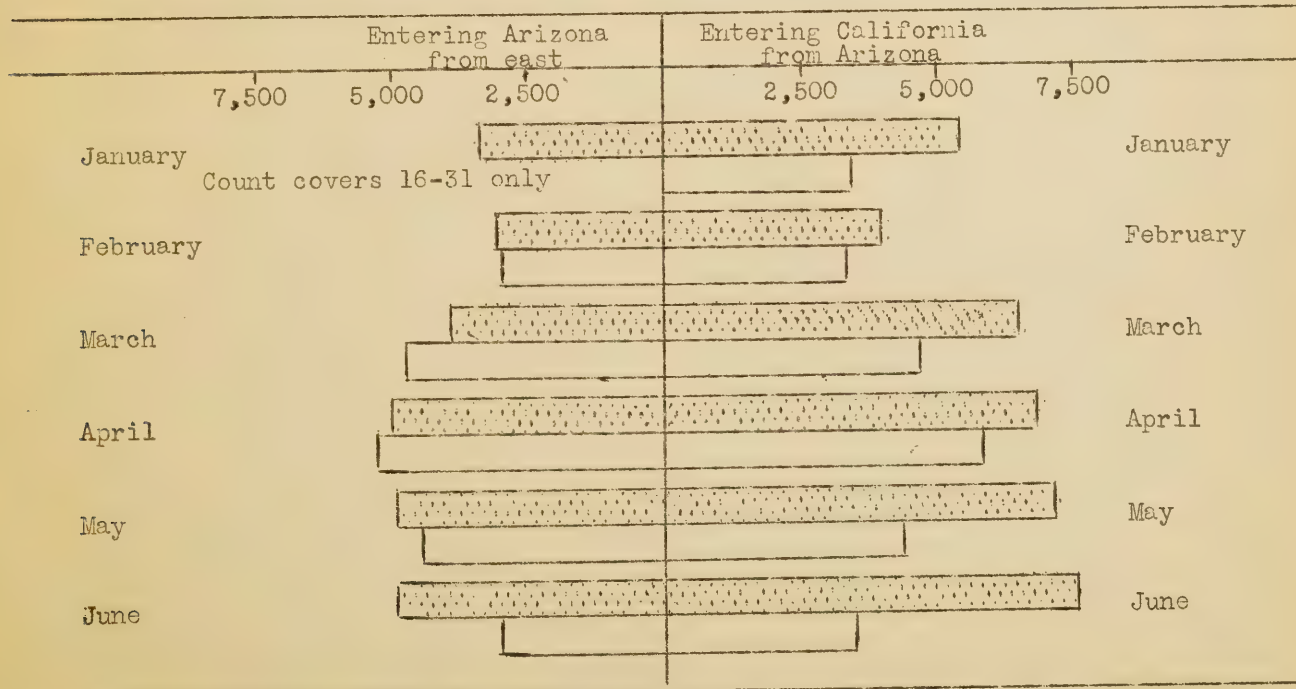 Entering Arizona from east
Entering California from Arizona
7,500 5,000 2,500 2,500 5,000 7,500
January January
Count covers 16-31 only
February February
March March
April April
May May
June June